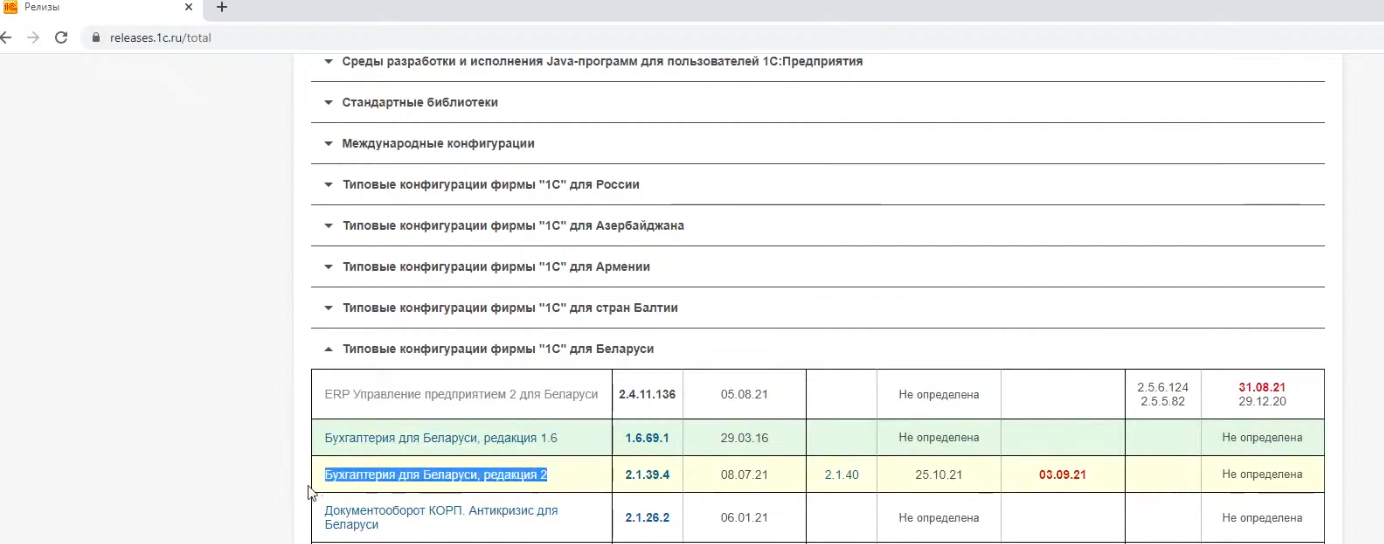 Релизы
releases.1c.ru/total
Среды разработки и исполнения Java-программ для пользователей 1С:Предприятия
Стандартные библиотеки
Международные конфигурации
Типовые конфигурации фирмы "1С" для России
Типовые конфигурации фирмы "1С" для Азербайджана
Типовые конфигурации фирмы "1С" для Армении
Типовые конфигурации фирмы "1С" для стран Балтии
Типовые конфигурации фирмы "1С" для Беларуси
ERP Управление предприятием 2 для Беларуси 2.4.11.136 05.08.21 Не определена 2.5.6.124 31.08.21
2.5.5.82 29.12.20
Бухгалтерия для Беларуси, редакция 1.6 1.6.69.1 29.03.16 Не определена Не определена
Бухгалтерия для Беларуси, редакция 2 2.1.39.4 08.07.21 2.1.40 25.10.21 03.09.21 Не определена
Документооборот КОРП. Антикризис для
Беларуси 2.1.26.2 06.01.21 Не определена Не определена